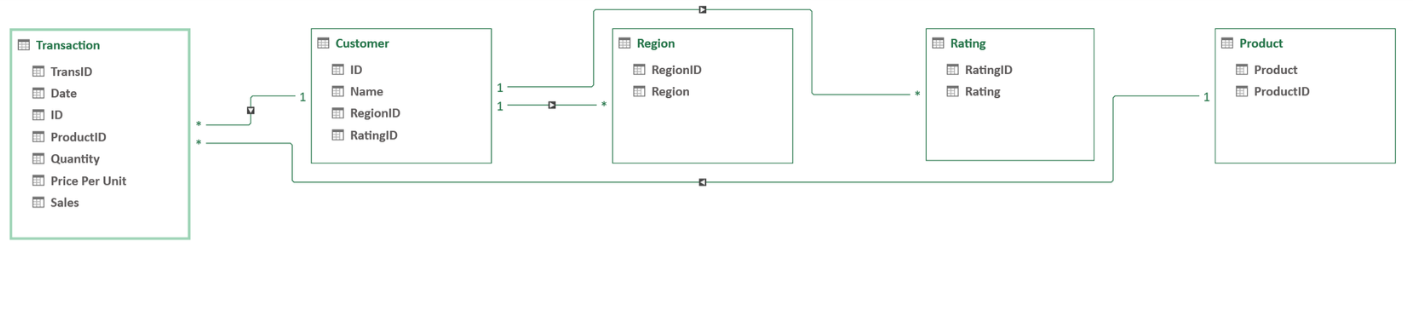 Transaction
TransID
Date
ID
ProductID
Quantity
Price Per Unit
Sales
*
*
1
Customer
ID
Name
RegionID
RatingID
1
1
*
Region
RegionID
Region
*
Rating
RatingID
Rating
1
Product
Product
ProductID